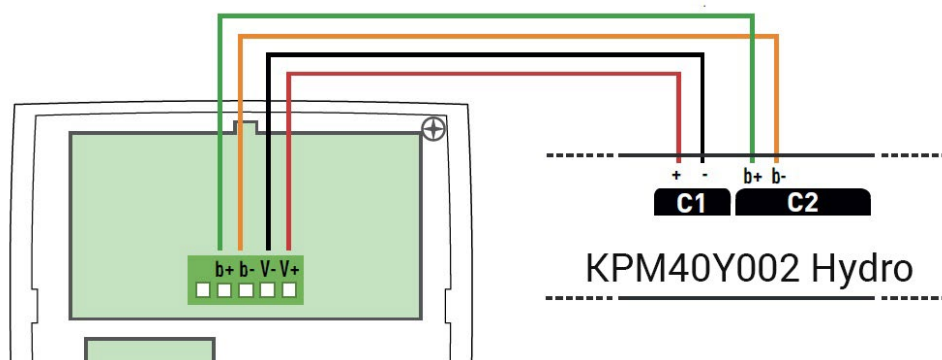 + - b+ b-
C1 C2
b+ b- V- V+
KPM40Y002 Hydro